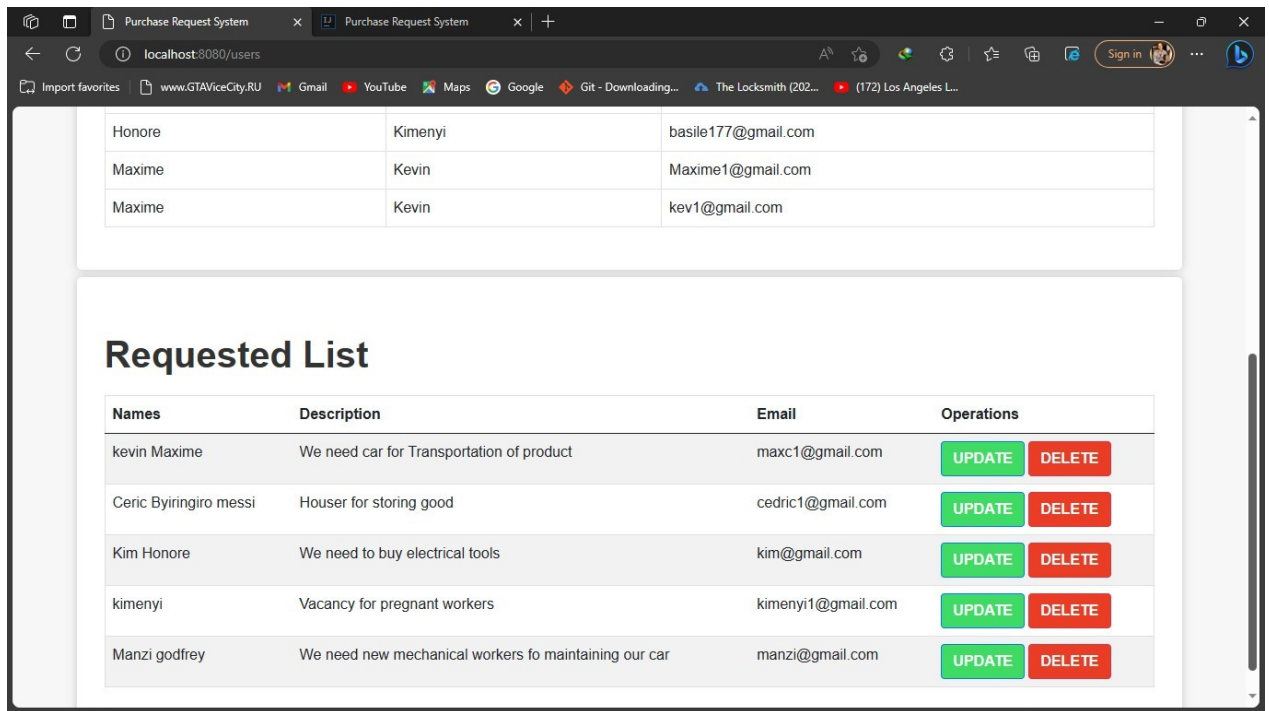 Purchase Request System Purchase Request System
localhost:8080/users Sign in
Import favorites www.GTAViceCity.RU Gmail YouTube Maps Google Git - Downloading... The Locksmith (202... (172) Los Angeles L...
Honore Kimenyi basile177@gmail.com
Maxime Kevin Maxime1@gmail.com
Maxime Kevin kev1@gmail.com
Requested List
Names Description Email Operations
kevin Maxime We need car for Transportation of product maxc1@gmail.com UPDATE DELETE
Ceric Byiringiro messi Houser for storing good cedric1@gmail.com UPDATE DELETE
Kim Honore We need to buy electrical tools kim@gmail.com UPDATE DELETE
kimenyi Vacancy for pregnant workers kimenyi1@gmail.com UPDATE DELETE
Manzi godfrey We need new mechanical workers fo maintaining our car manzi@gmail.com UPDATE DELETE